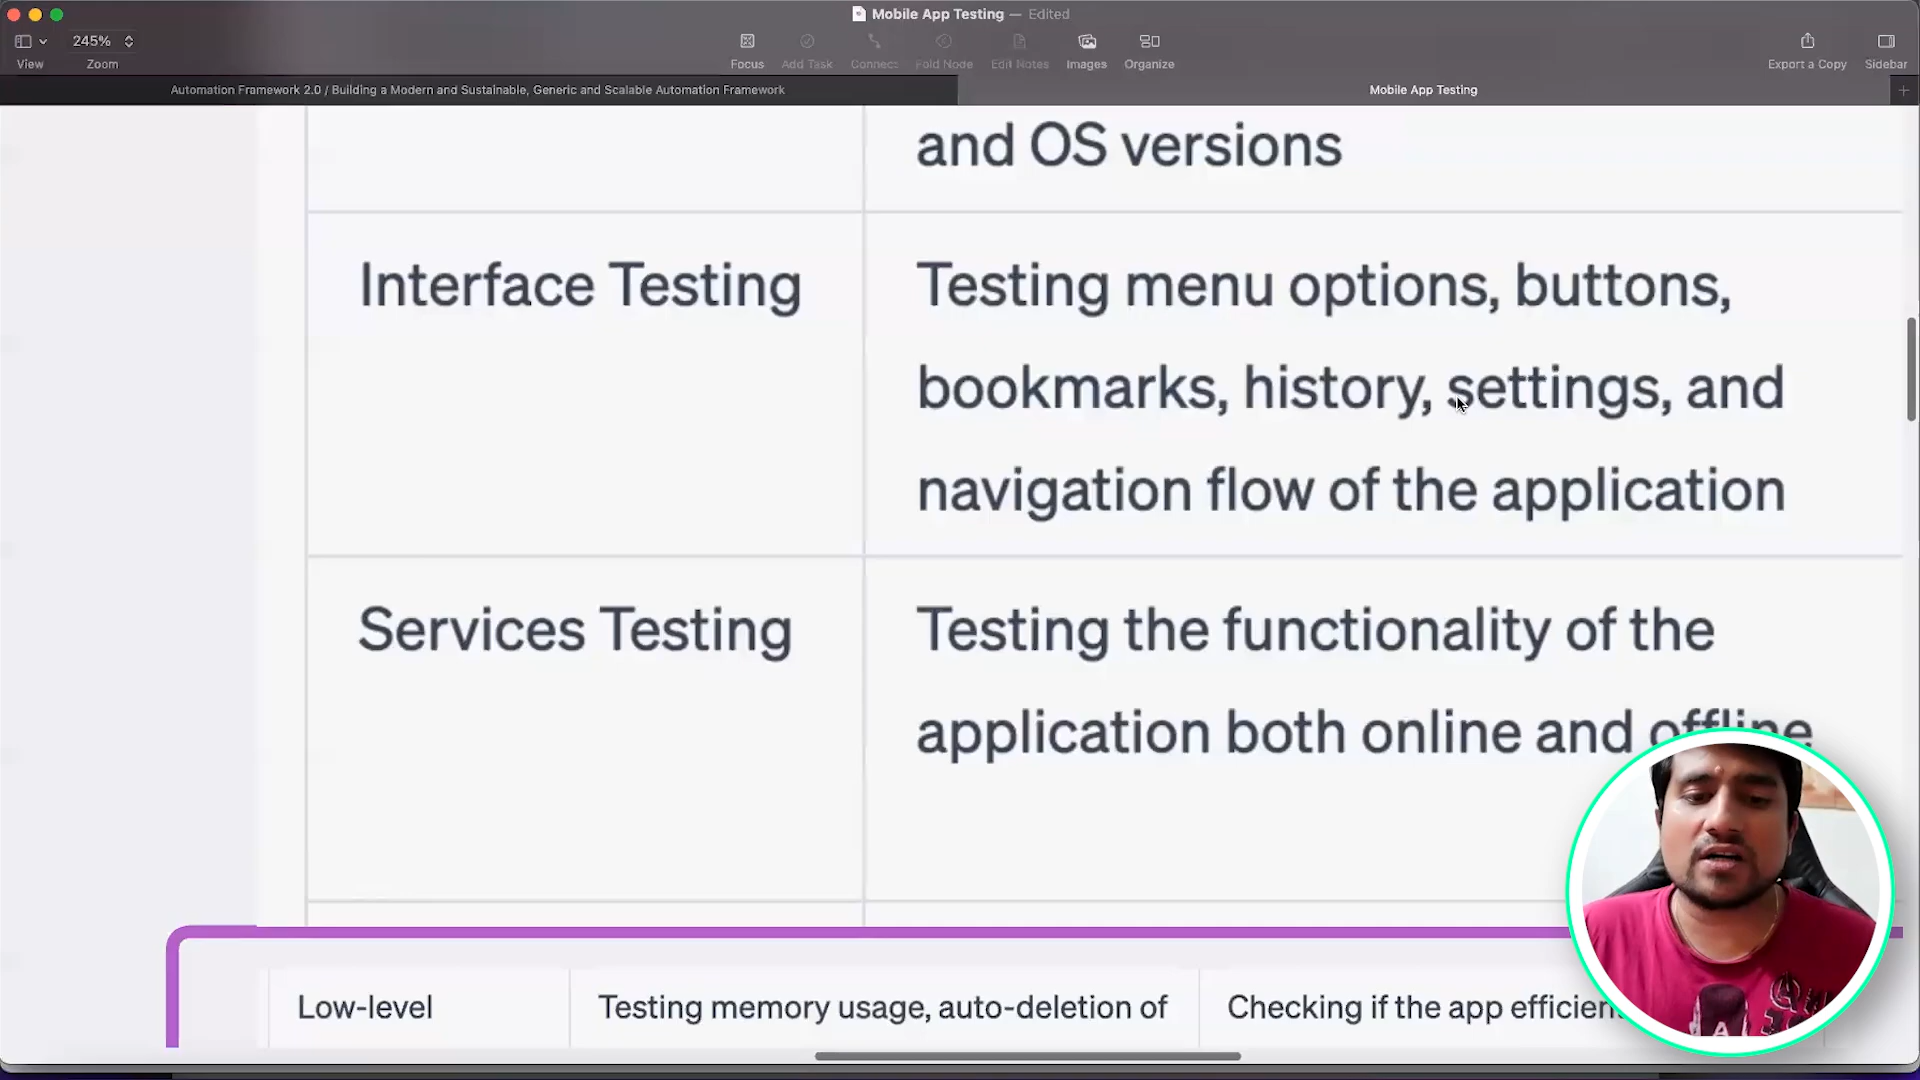 Mobile App Testing — Edited
245%
View
Zoom
Focus
Add Task
Connect
Fold Node
Edit Notes
Images
Organize
Export a Copy
Sidebar
Automation Framework 2.0 / Building a Modern and Sustainable, Generic and Scalable Automation Framework
Mobile App Testing
and OS versions
Interface Testing
Testing menu options, buttons,
bookmarks, history, settings, and
navigation flow of the application
Services Testing
Testing the functionality of the
application both online and offline
Low-level
Testing memory usage, auto-deletion of
Checking if the app